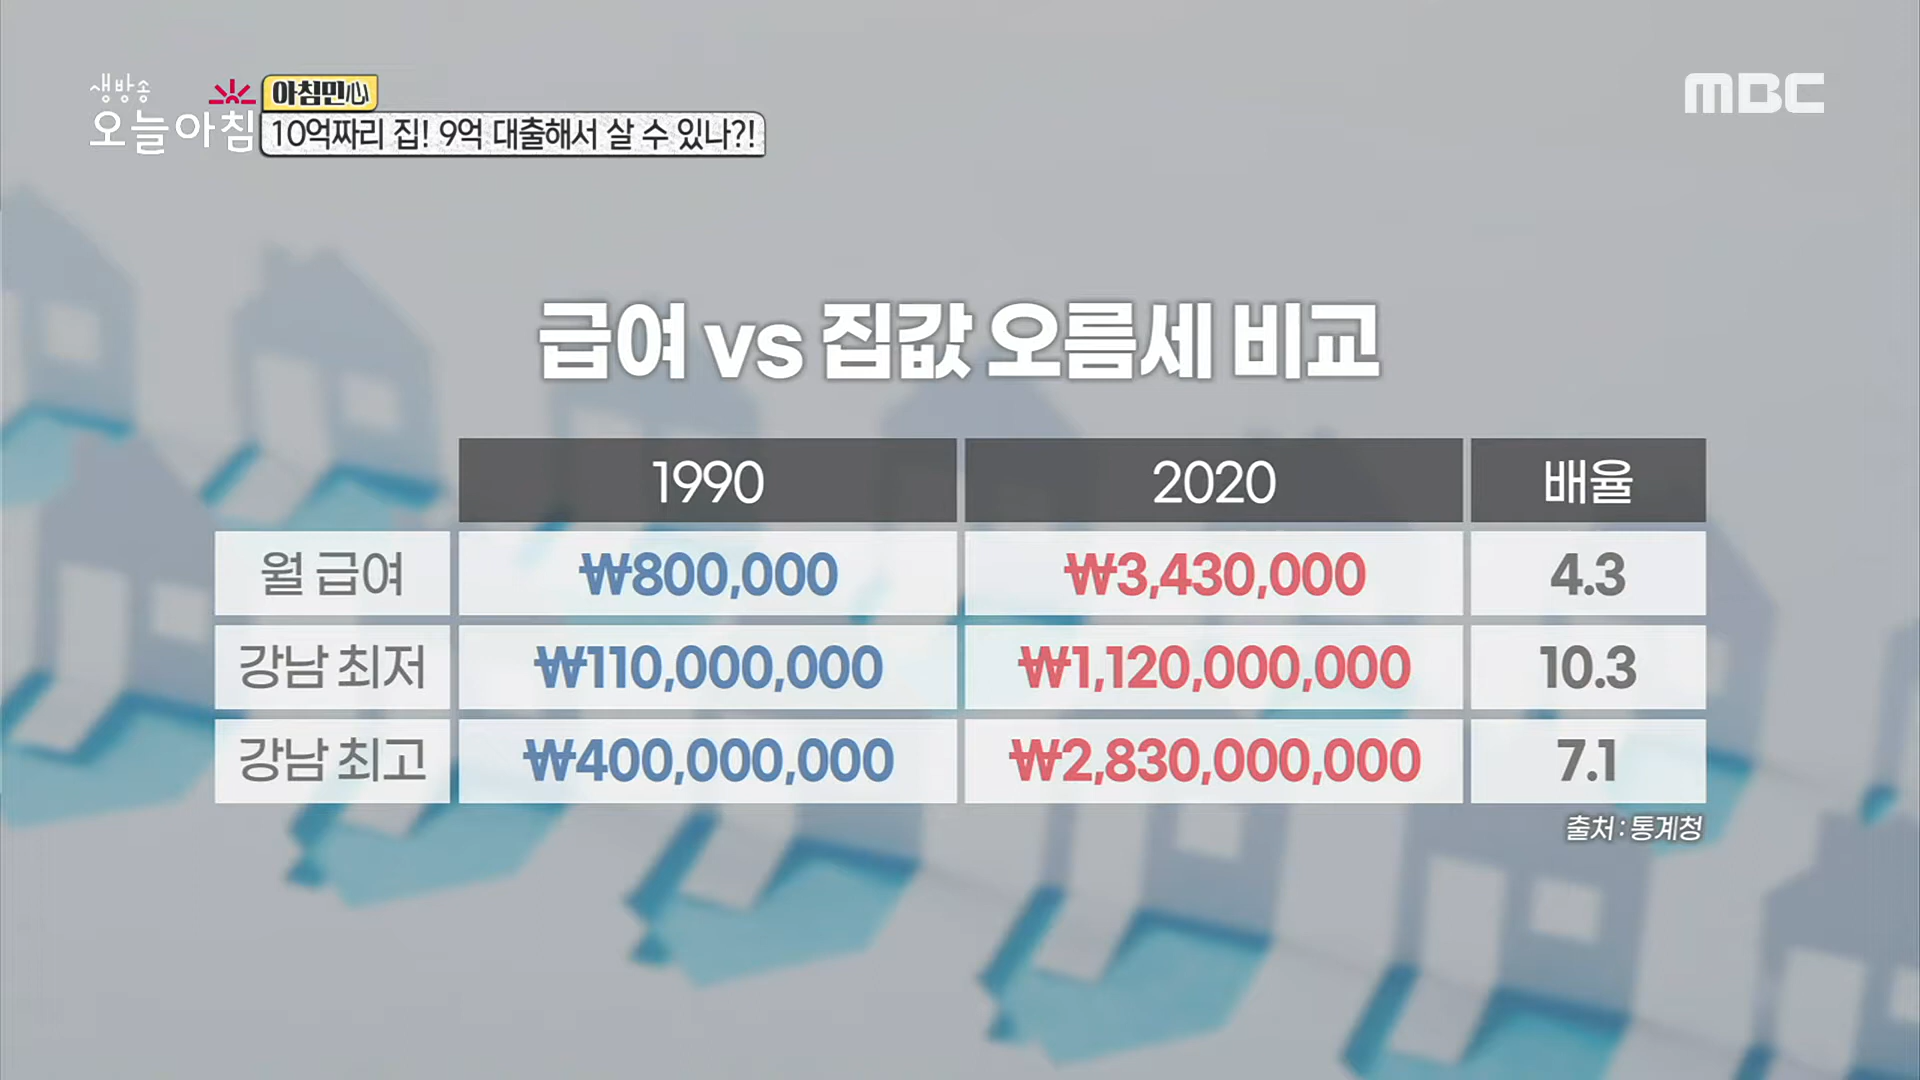 생방송
오늘아침
아침민心
10억짜리 집! 9억 대출해서 살 수 있나?!
MBC
급여 vs 집값 오름세 비교
1990 2020 배율
월 급여 ₩800,000 ₩3,430,000 4.3
강남 최저 ₩110,000,000 ₩1,120,000,000 10.3
강남 최고 ₩400,000,000 ₩2,830,000,000 7.1
출처 : 통계청